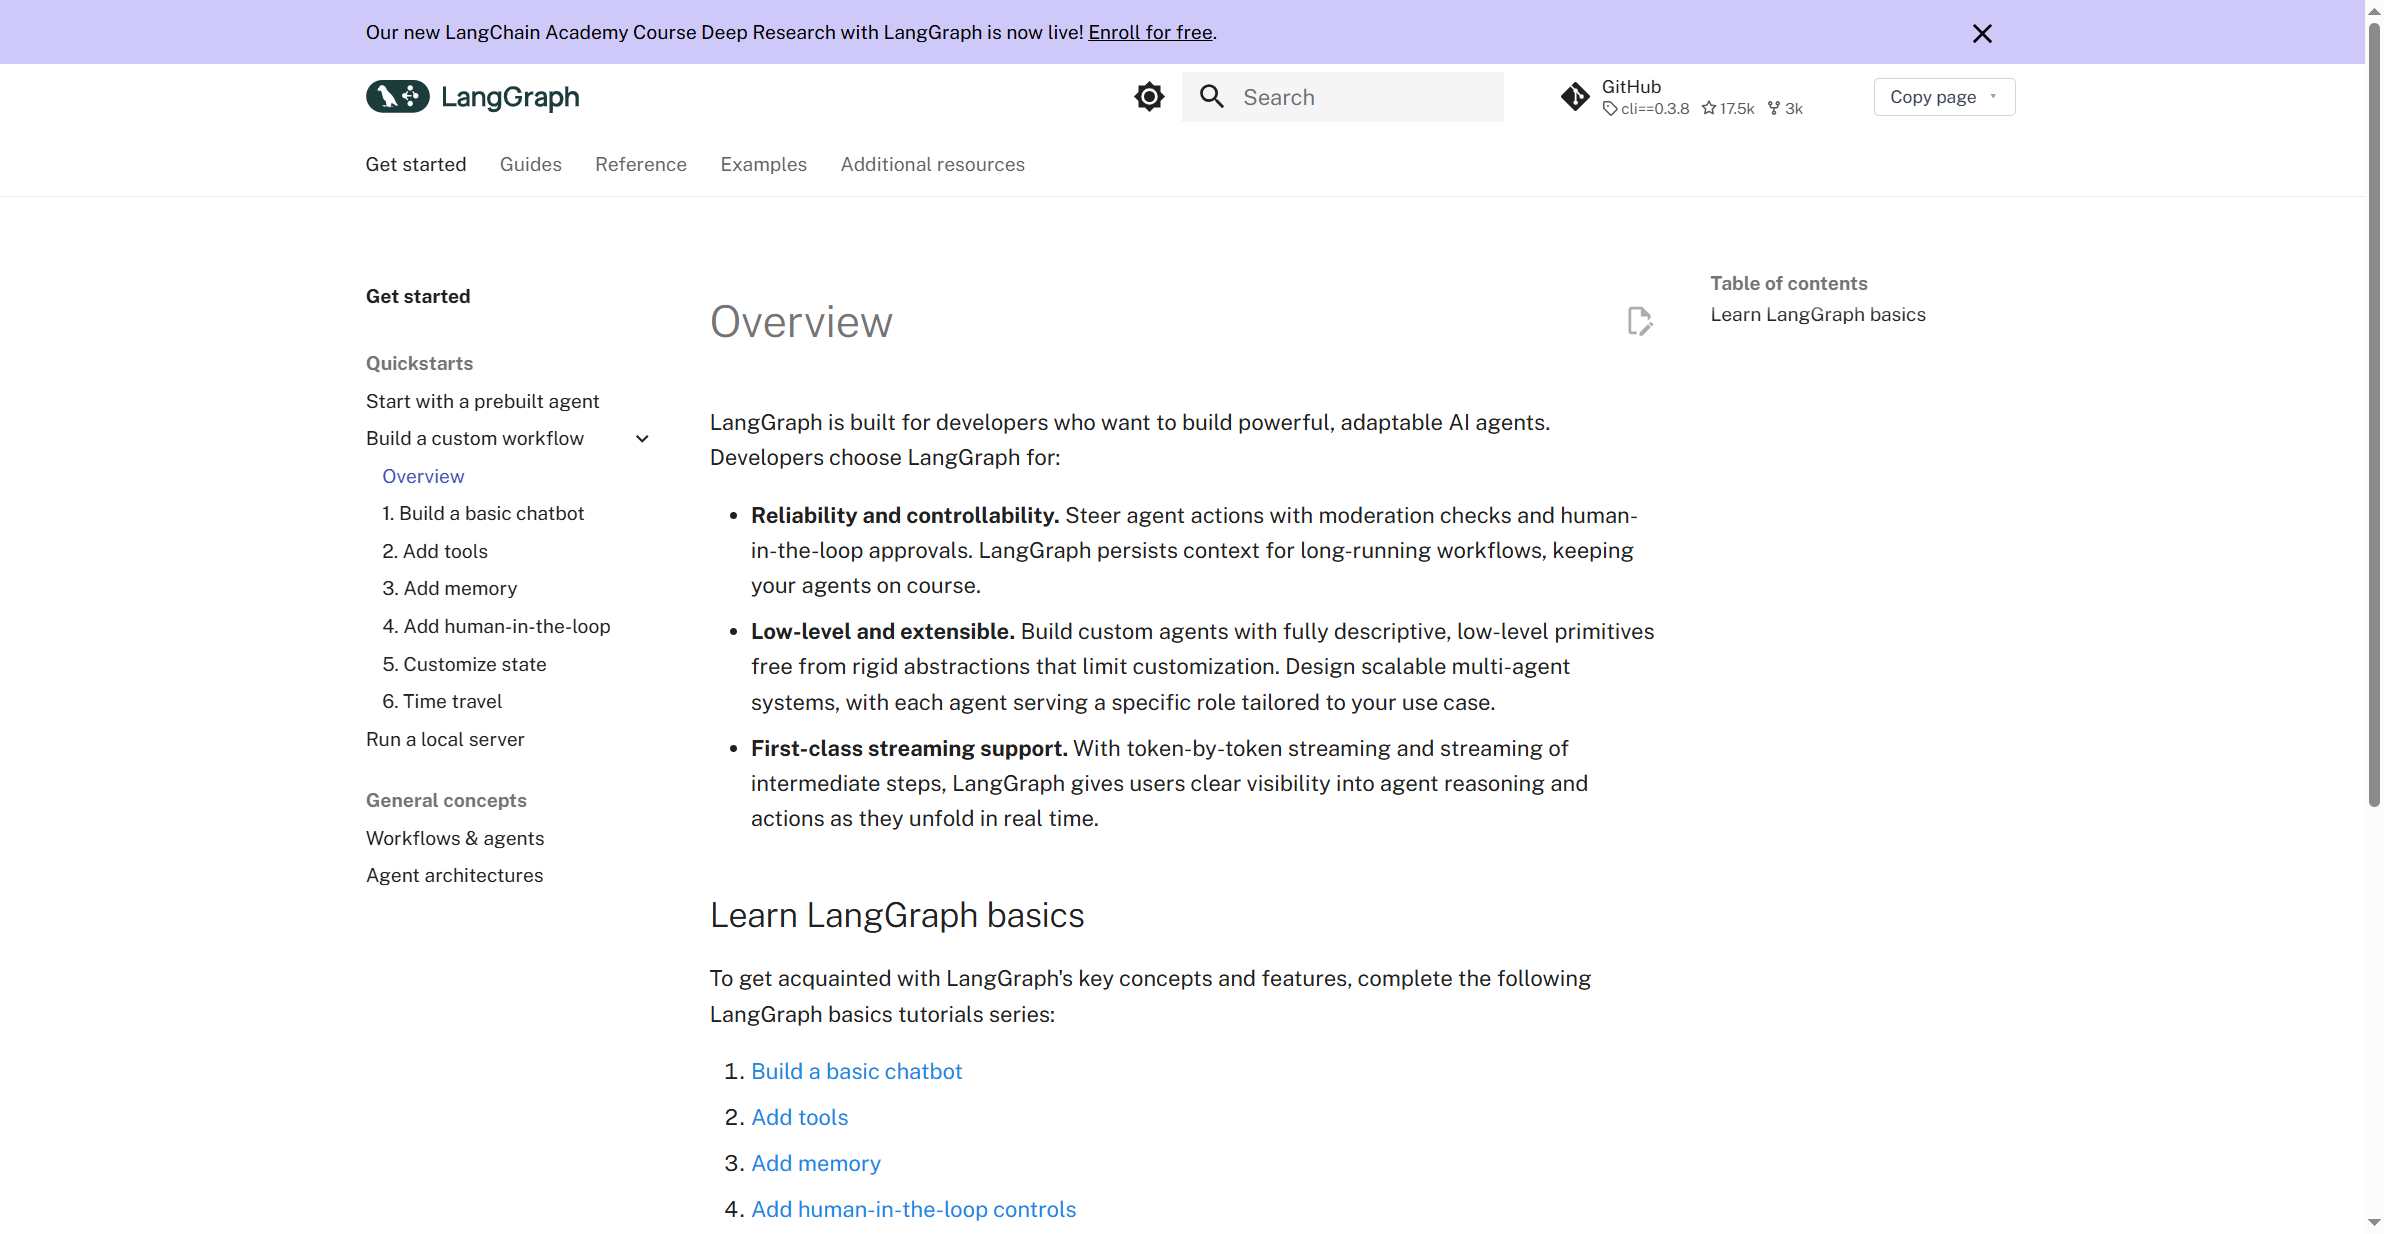 Our new LangChain Academy Course Deep Research with LangGraph is now live! Enroll for free.
LangGraph
Search
GitHub
cli==0.3.8 17.5k 3k
Copy page
Get started Guides Reference Examples Additional resources
Get started
Quickstarts
Start with a prebuilt agent
Build a custom workflow
Overview
1. Build a basic chatbot
2. Add tools
3. Add memory
4. Add human-in-the-loop
5. Customize state
6. Time travel
Run a local server
General concepts
Workflows & agents
Agent architectures
Overview
LangGraph is built for developers who want to build powerful, adaptable AI agents.
Developers choose LangGraph for:
• Reliability and controllability. Steer agent actions with moderation checks and human-
in-the-loop approvals. LangGraph persists context for long-running workflows, keeping
your agents on course.
• Low-level and extensible. Build custom agents with fully descriptive, low-level primitives
free from rigid abstractions that limit customization. Design scalable multi-agent
systems, with each agent serving a specific role tailored to your use case.
• First-class streaming support. With token-by-token streaming and streaming of
intermediate steps, LangGraph gives users clear visibility into agent reasoning and
actions as they unfold in real time.
Learn LangGraph basics
To get acquainted with LangGraph's key concepts and features, complete the following
LangGraph basics tutorials series:
1. Build a basic chatbot
2. Add tools
3. Add memory
4. Add human-in-the-loop controls
Table of contents
Learn LangGraph basics